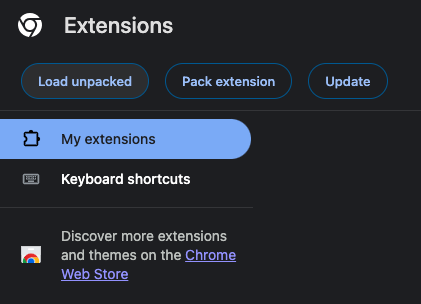 Extensions
Load unpacked
Pack extension
Update
My extensions
Keyboard shortcuts
Discover more extensions
and themes on the Chrome
Web Store